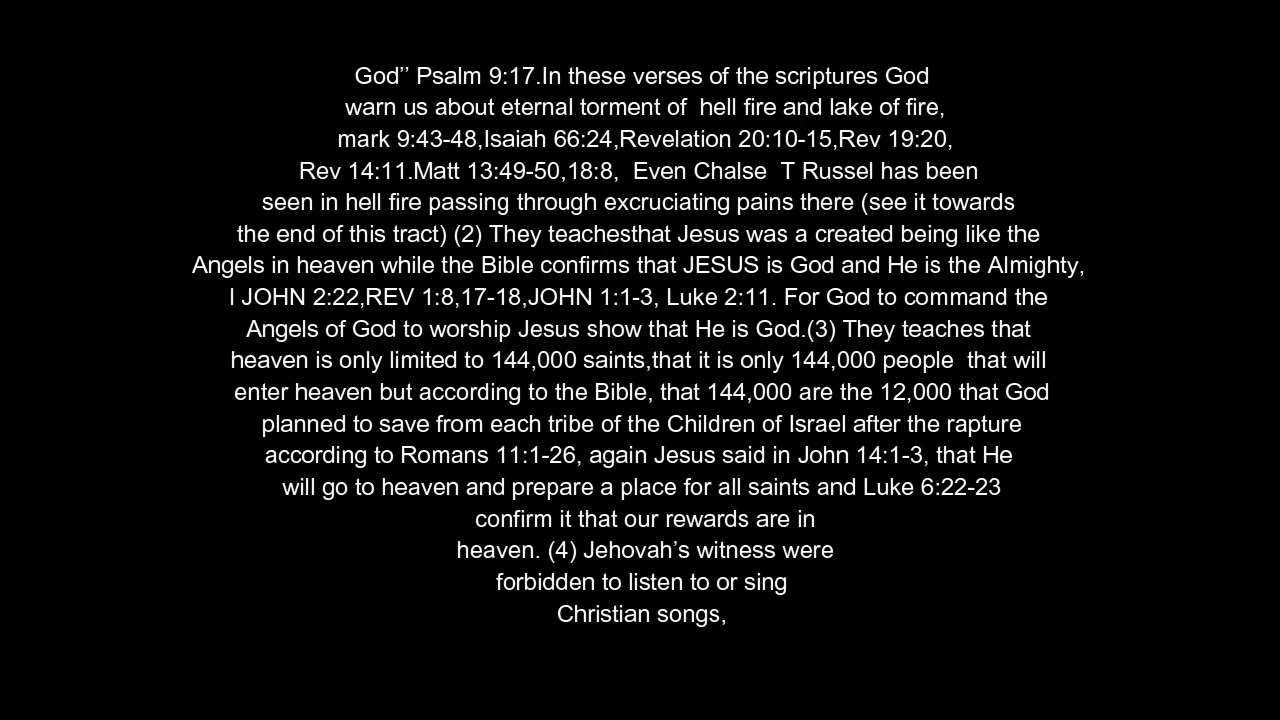 God’’ Psalm 9:17.In these verses of the scriptures God
warn us about eternal torment of  hell fire and lake of fire,
mark 9:43-48,Isaiah 66:24,Revelation 20:10-15,Rev 19:20,
Rev 14:11.Matt 13:49-50,18:8,  Even Chalse  T Russel has been
seen in hell fire passing through excruciating pains there (see it towards
the end of this tract) (2) They teachesthat Jesus was a created being like the
Angels in heaven while the Bible confirms that JESUS is God and He is the Almighty,
I JOHN 2:22,REV 1:8,17-18,JOHN 1:1-3, Luke 2:11. For God to command the
Angels of God to worship Jesus show that He is God.(3) They teaches that
heaven is only limited to 144,000 saints,that it is only 144,000 people  that will
enter heaven but according to the Bible, that 144,000 are the 12,000 that God
planned to save from each tribe of the Children of Israel after the rapture
according to Romans 11:1-26, again Jesus said in John 14:1-3, that He
will go to heaven and prepare a place for all saints and Luke 6:22-23
confirm it that our rewards are in
heaven. (4) Jehovah’s witness were
forbidden to listen to or sing
Christian songs,